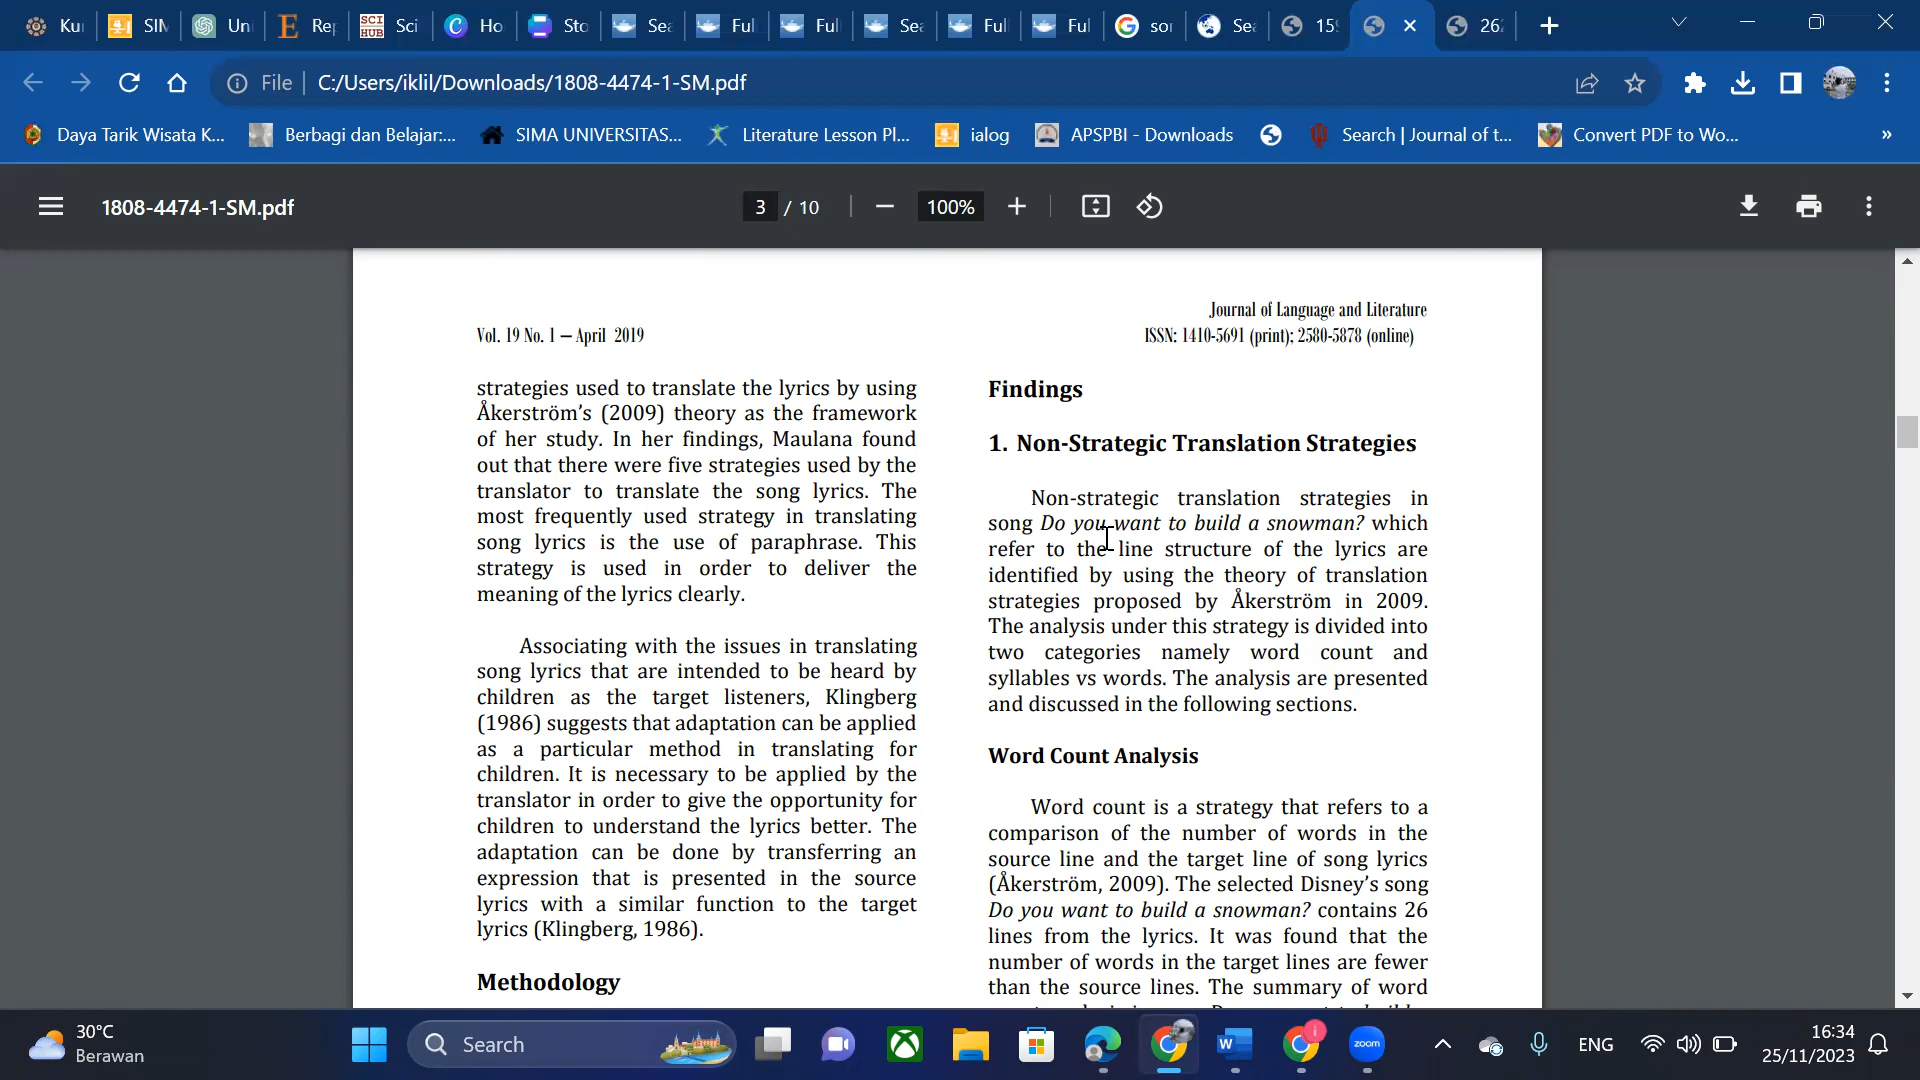 Ku
SIM
Uni
Rep
SCI HUB
Sci
Ho
Sto
Sea
Full
Full
Sea
Full
Full
son
Sea
159
262
File
C:/Users/iklil/Downloads/1808-4474-1-SM.pdf
Daya Tarik Wisata K...
Berbagi dan Belajar:...
SIMA UNIVERSITAS...
Literature Lesson Pl...
ialog
APSPBI - Downloads
Search | Journal of t...
Convert PDF to Wo...
»
1808-4474-1-SM.pdf
3 / 10
100%
Journal of Language and Literature
Vol. 19 No. 1 – April 2019
ISSN: 1410-5691 (print); 2580-5878 (online)
strategies used to translate the lyrics by using
Åkerström's (2009) theory as the framework
of her study. In her findings, Maulana found
out that there were five strategies used by the
translator to translate the song lyrics. The
most frequently used strategy in translating
song lyrics is the use of paraphrase. This
strategy is used in order to deliver the
meaning of the lyrics clearly.
Associating with the issues in translating
song lyrics that are intended to be heard by
children as the target listeners, Klingberg
(1986) suggests that adaptation can be applied
as a particular method in translating for
children. It is necessary to be applied by the
translator in order to give the opportunity for
children to understand the lyrics better. The
adaptation can be done by transferring an
expression that is presented in the source
lyrics with a similar function to the target
lyrics (Klingberg, 1986).
Methodology
Findings
1. Non-Strategic Translation Strategies
Non-strategic translation strategies in
song Do you want to build a snowman? which
refer to the line structure of the lyrics are
identified by using the theory of translation
strategies proposed by Åkerström in 2009.
The analysis under this strategy is divided into
two categories namely word count and
syllables vs words. The analysis are presented
and discussed in the following sections.
Word Count Analysis
Word count is a strategy that refers to a
comparison of the number of words in the
source line and the target line of song lyrics
(Åkerström, 2009). The selected Disney's song
Do you want to build a snowman? contains 26
lines from the lyrics. It was found that the
number of words in the target lines are fewer
than the source lines. The summary of word
30°C
Berawan
Search
zoom
ENG
16:34
25/11/2023